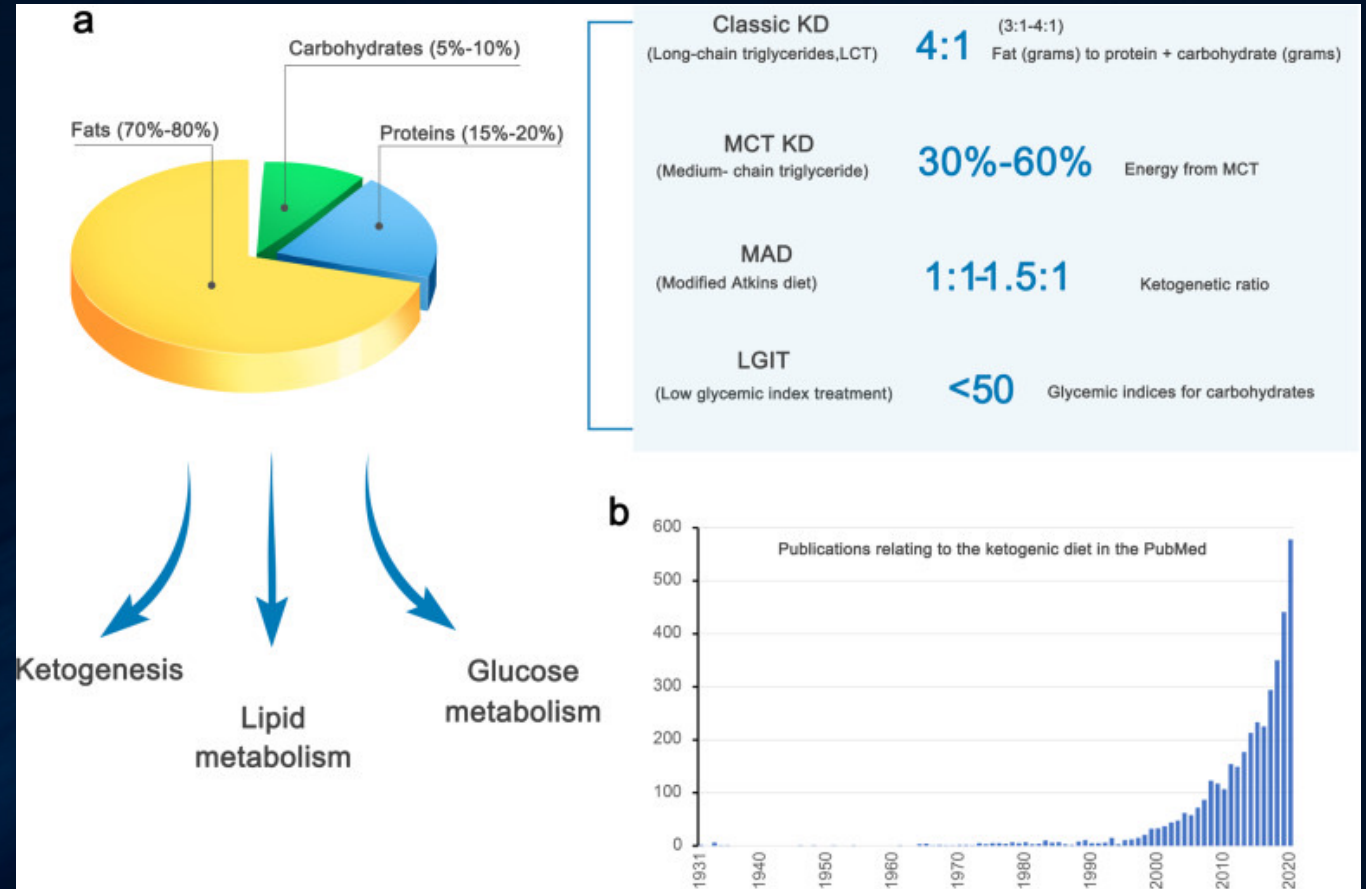 a
Carbohydrates (5%-10%)
Fats (70%-80%)
Proteins (15%-20%)
Classic KD
(Long-chain triglycerides,LCT)
4:1
(3:1-4:1)
Fat (grams) to protein + carbohydrate (grams)
MCT KD
(Medium- chain triglyceride)
30%-60%
Energy from MCT
MAD
(Modified Atkins diet)
1:1-1.5:1
Ketogenetic ratio
LGIT
(Low glycemic index treatment)
<50
Glycemic indices for carbohydrates
Ketogenesis
Lipid
metabolism
Glucose
metabolism
b
Publications relating to the ketogenic diet in the PubMed
600
500
400
300
200
100
0
1931
1940
1950
1960
1970
1980
1990
2000
2010
2020